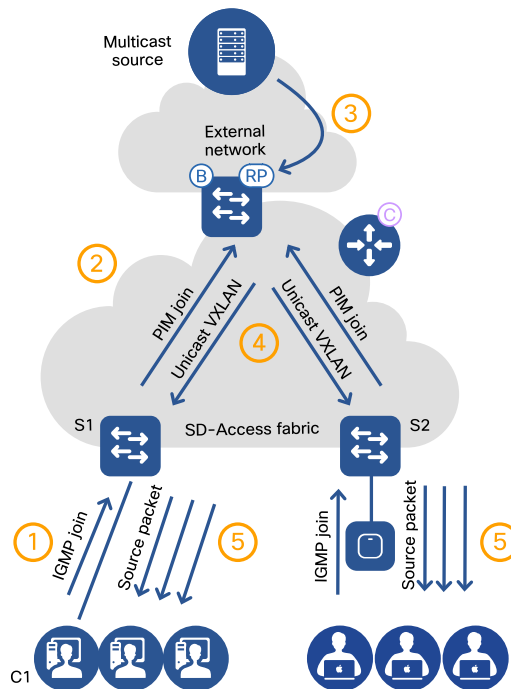 Multicast
source
3
External
network
B
RP
C
2
PIM join
Unicast VXLAN
4
Unicast VXLAN
PIM join
S1
SD-Access fabric
S2
1
IGMP join
Source packet
5
IGMP join
Source packet
5
C1